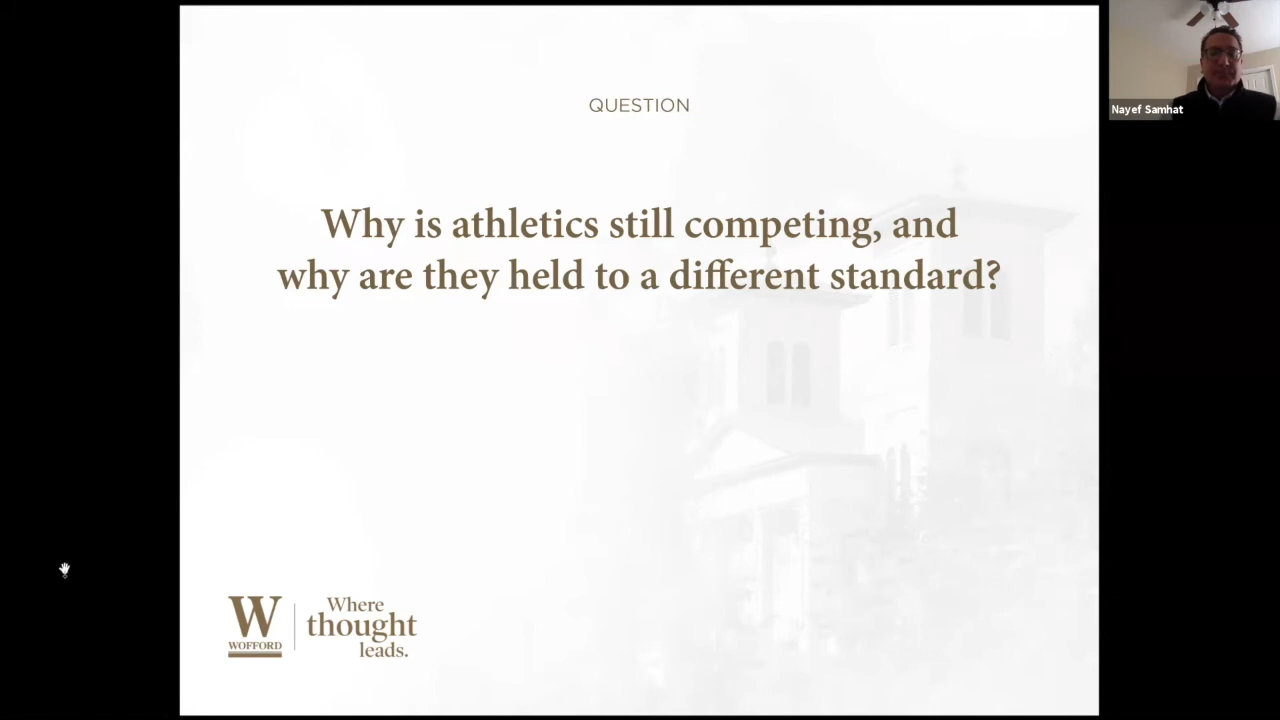 QUESTION
Nayef Samhat
Why is athletics still competing, and
why are they held to a different standard?
W
WOFFORD
Where
thought
leads.